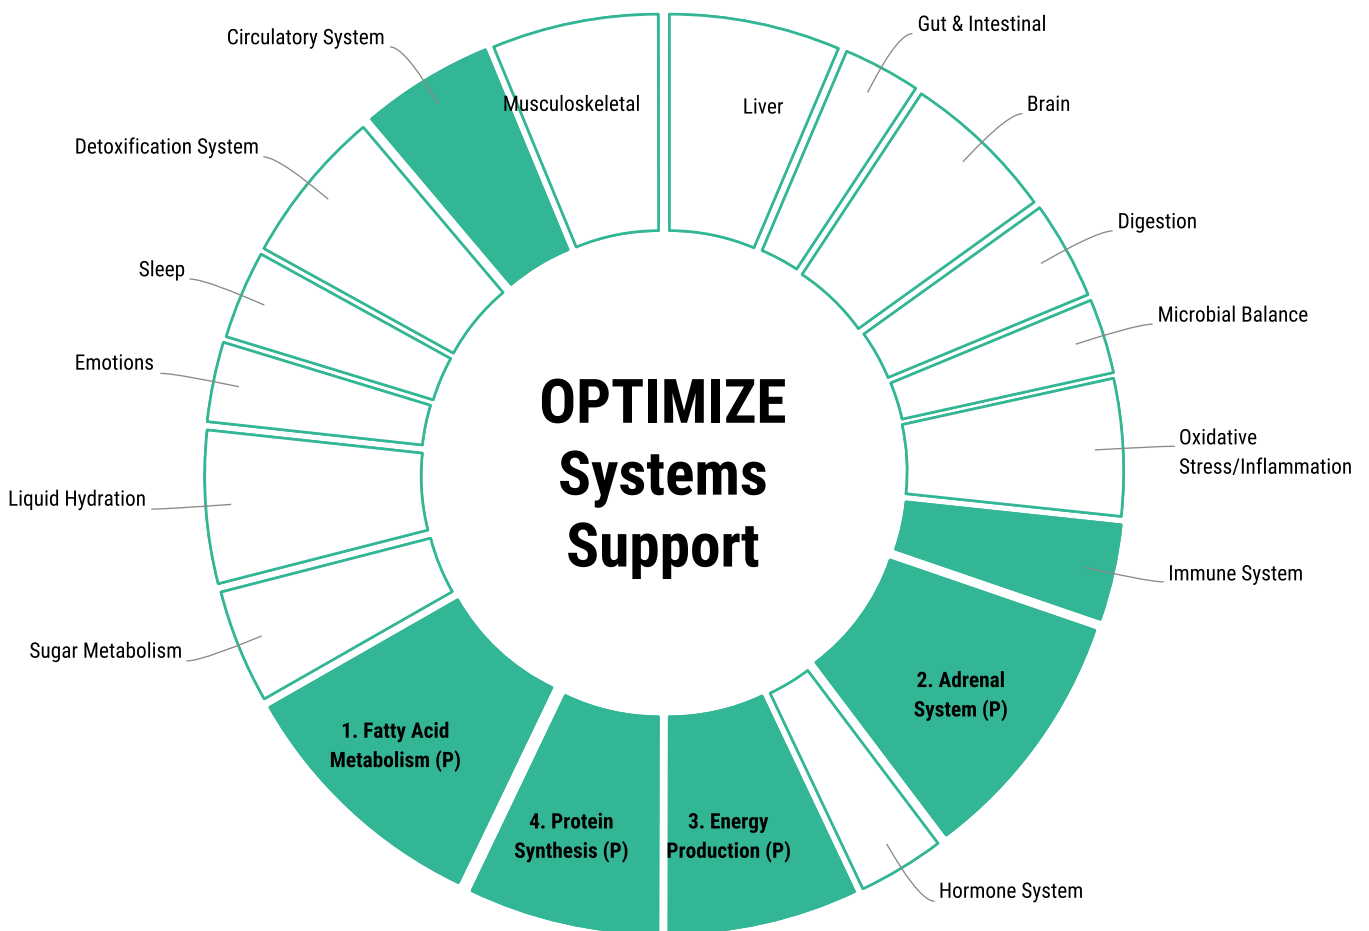 Circulatory System
Musculoskeletal
Liver
Gut & Intestinal
Brain
Detoxification System
Digestion
Sleep
Microbial Balance
Emotions
OPTIMIZE
Systems
Support
Oxidative
Stress/Inflammation
Liquid Hydration
Immune System
Sugar Metabolism
2. Adrenal
System (P)
1. Fatty Acid
Metabolism (P)
4. Protein
Synthesis (P)
3. Energy
Production (P)
Hormone System